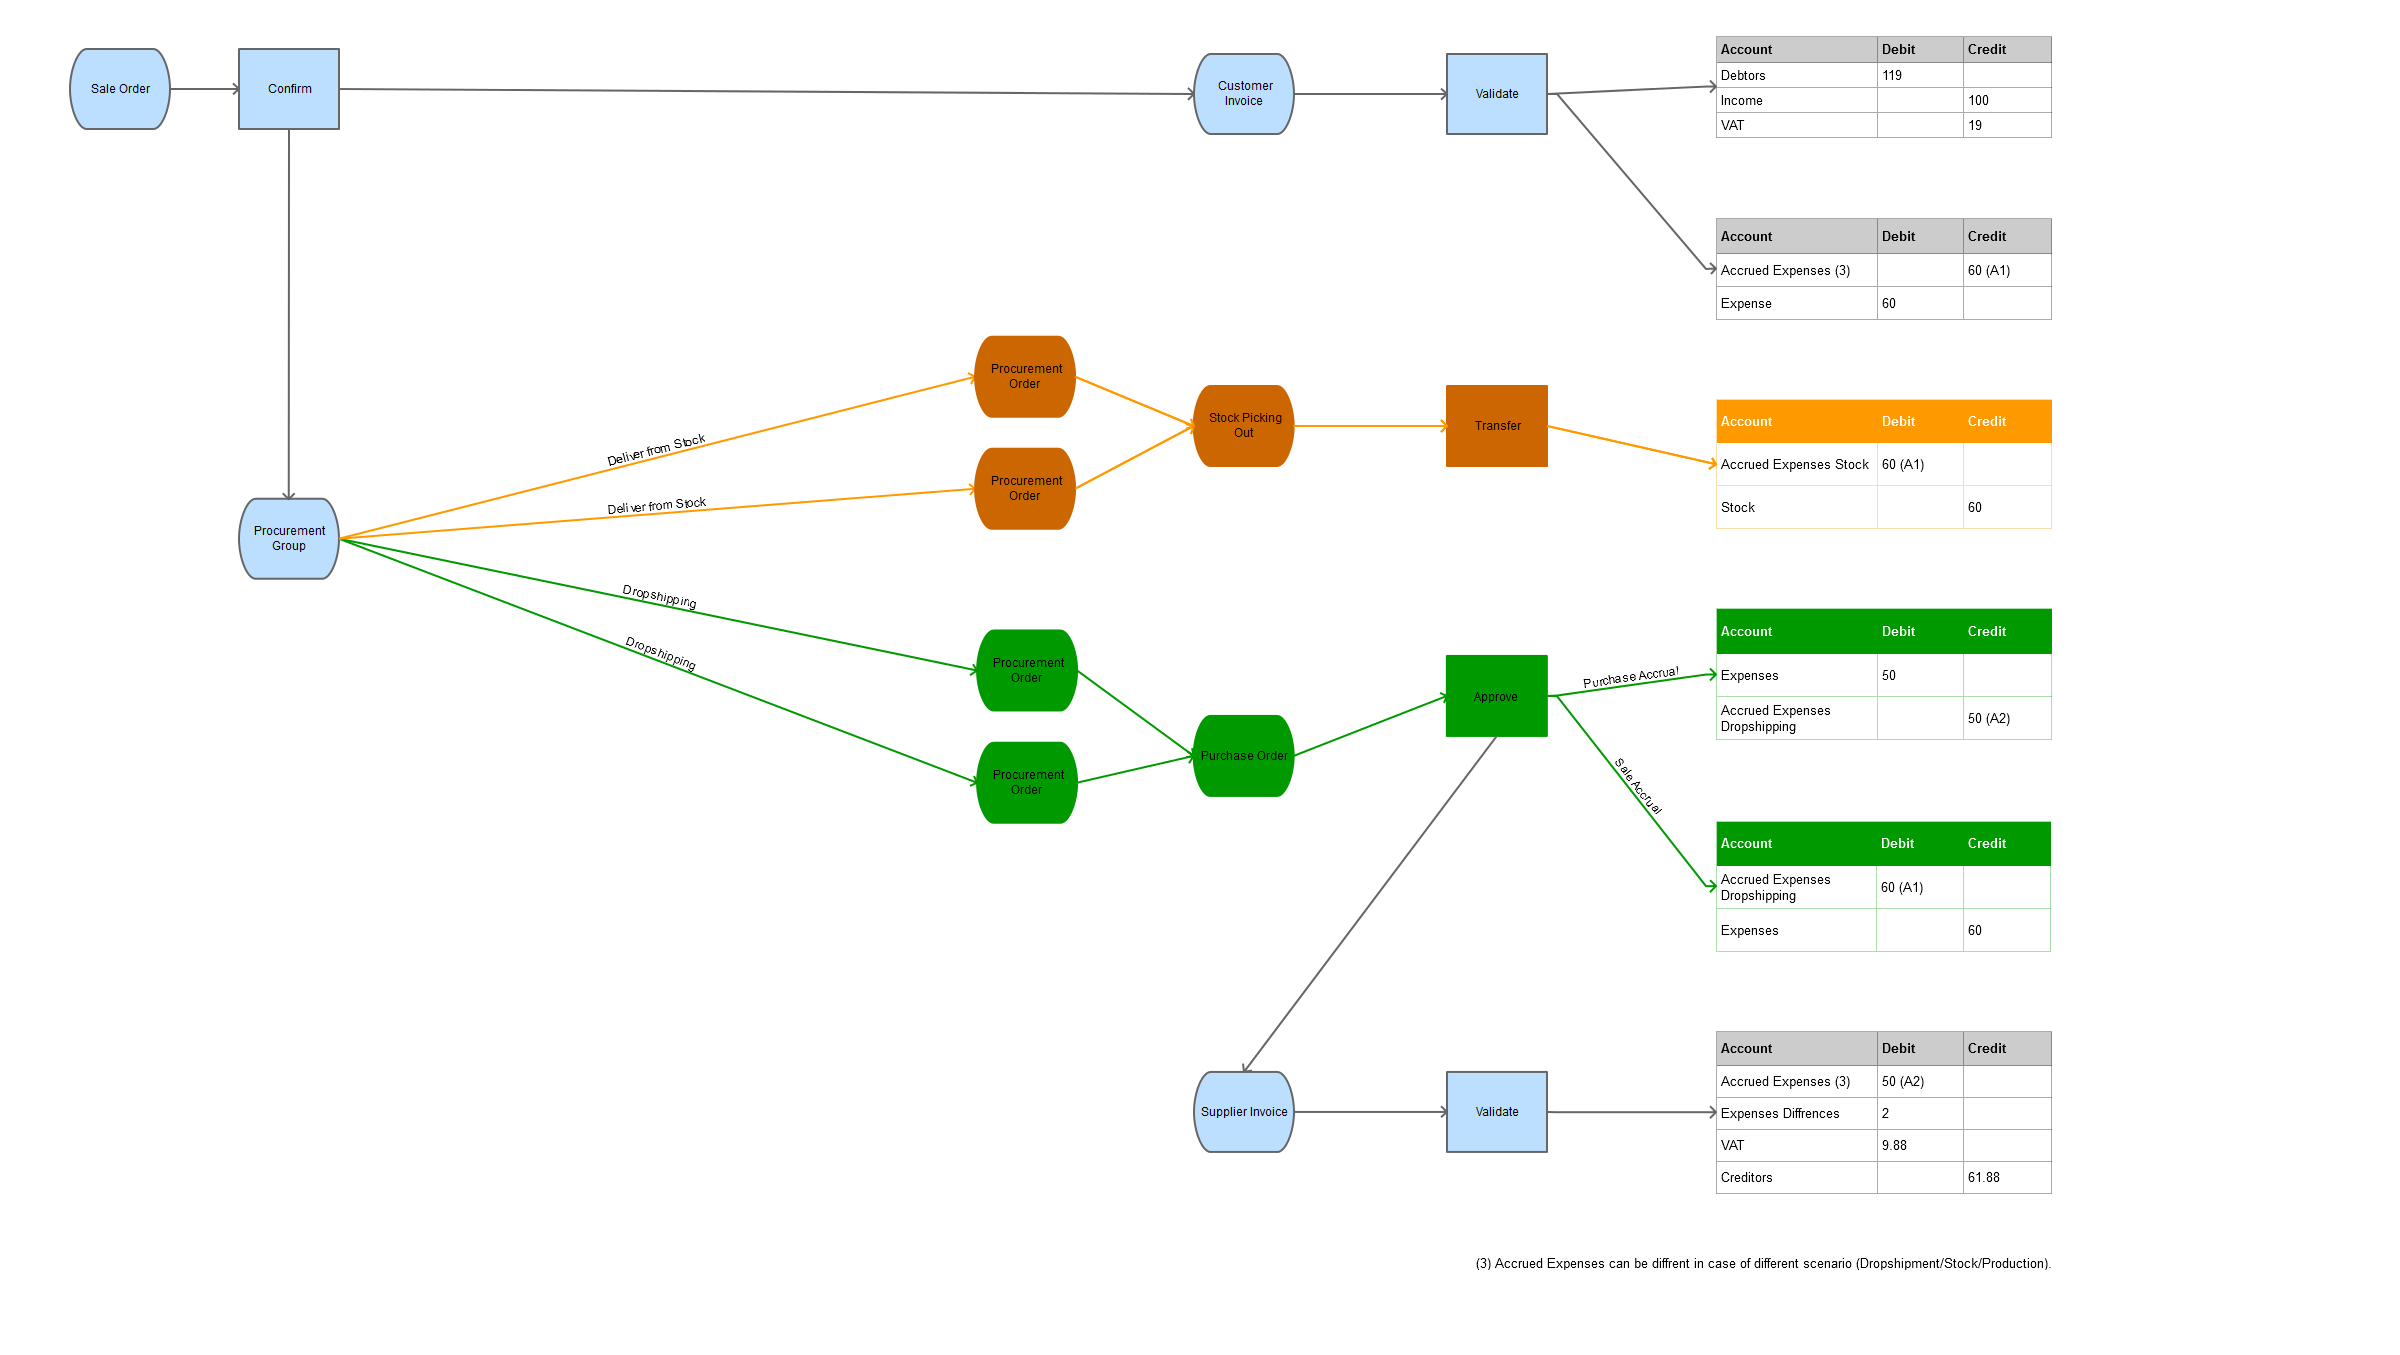 Sale Order
Confirm
Customer
Invoice
Validate
Account Debit Credit
Debtors 119
Income 100
VAT 19
Account Debit Credit
Accrued Expenses (3) 60 (A1)
Expense 60
Procurement
Order
Deliver from Stock
Procurement
Order
Deliver from Stock
Stock Picking
Out
Transfer
Account Debit Credit
Accrued Expenses Stock 60 (A1)
Stock 60
Procurement
Group
Dropshipping
Dropshipping
Procurement
Order
Procurement
Order
Purchase Order
Approve
Purchase Accrual
Sale Accrual
Account Debit Credit
Expenses 50
Accrued Expenses
Dropshipping 50 (A2)
Account Debit Credit
Accrued Expenses
Dropshipping 60 (A1)
Expenses 60
Supplier Invoice
Validate
Account Debit Credit
Accrued Expenses (3) 50 (A2)
Expenses Diffrences 2
VAT 9.88
Creditors 61.88
(3) Accrued Expenses can be diffrent in case of different scenario (Dropshipment/Stock/Production).